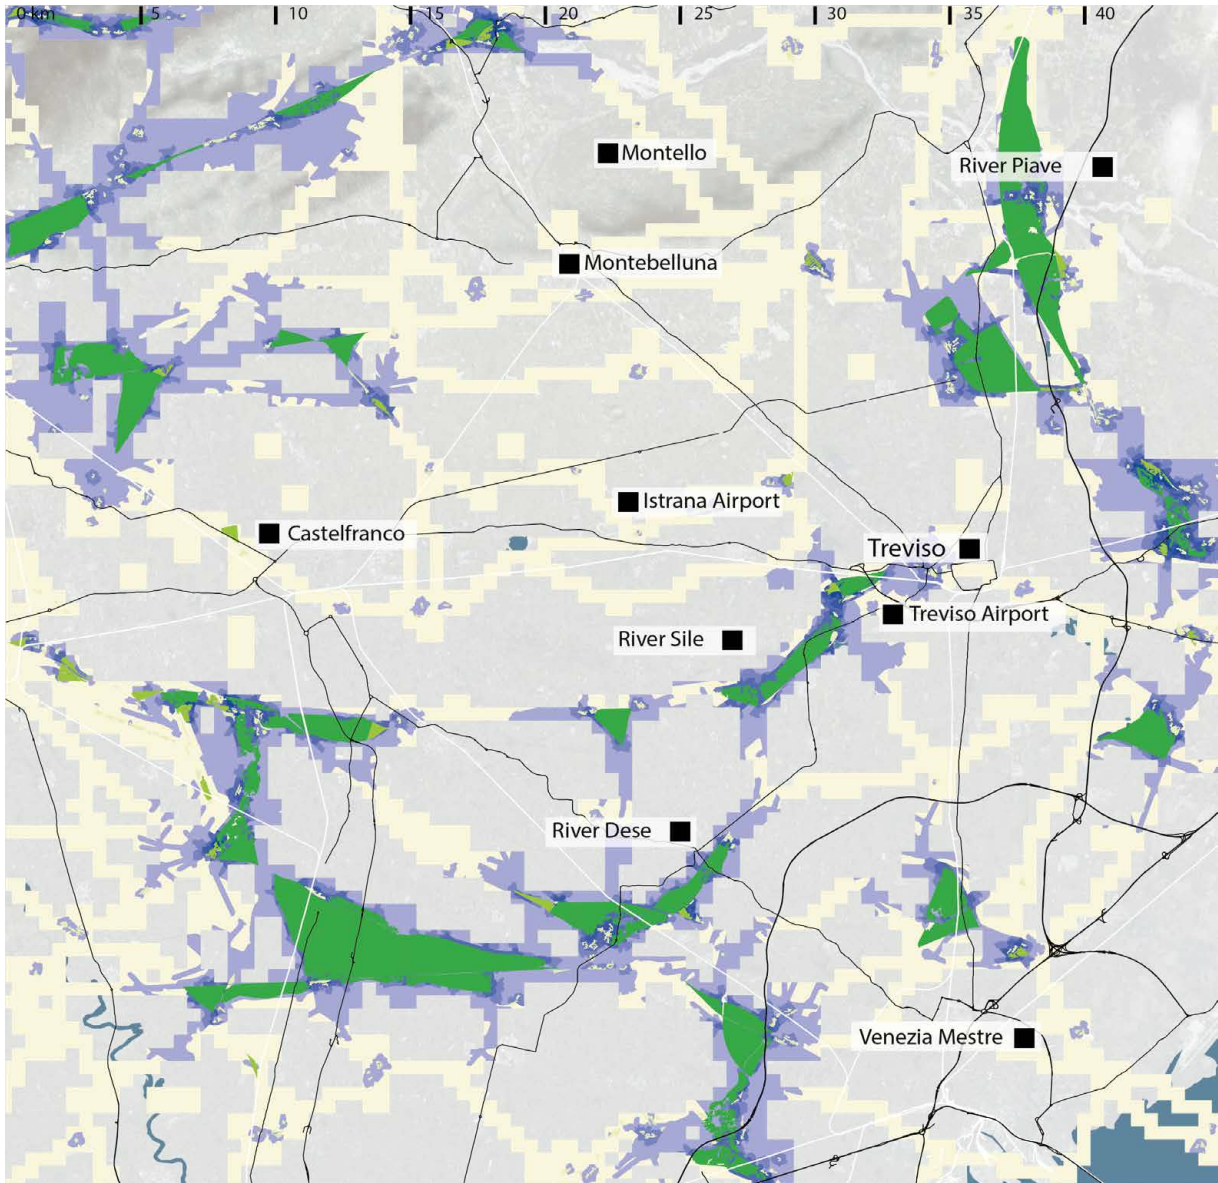 0 km 5 10 15 20 25 30 35 40
Montello
River Piave
Montebelluna
Istrana Airport
Castelfranco
Treviso
Treviso Airport
River Sile
River Dese
Venezia Mestre